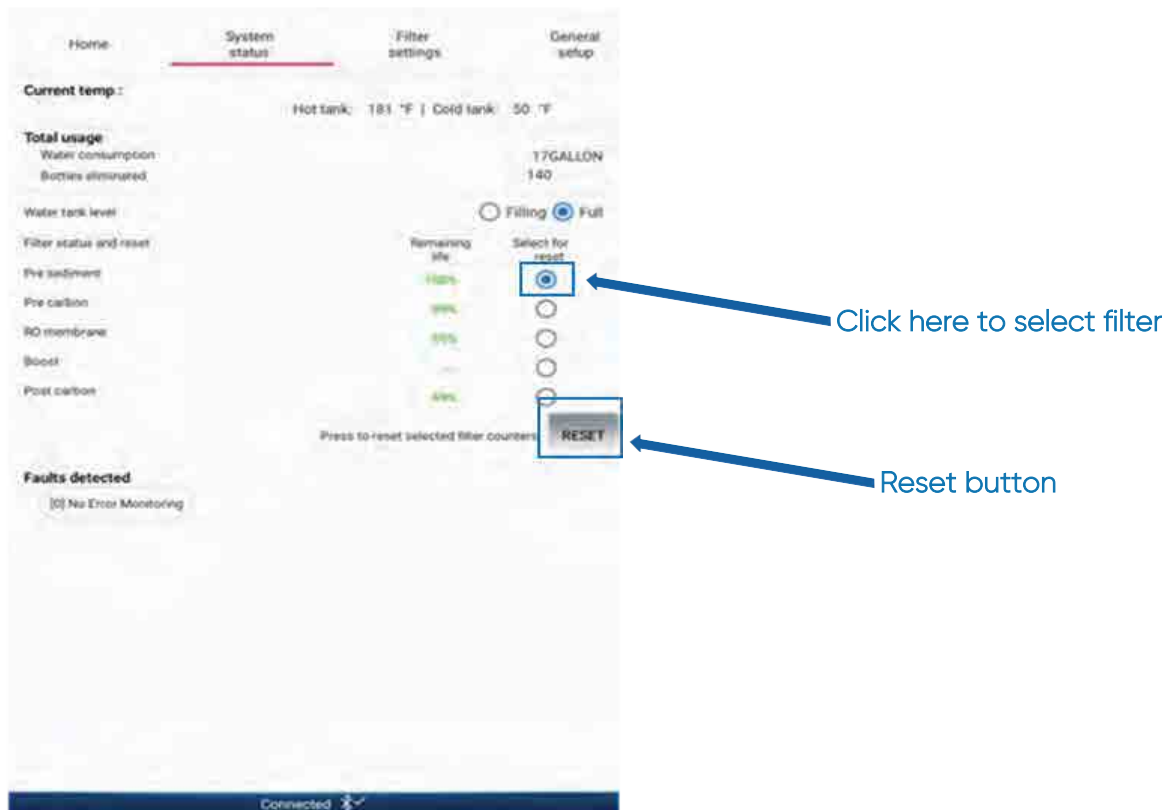 Home
System status
Filter settings
General setup
Current temp :
Hot tank: 181 °F | Cold tank: 50 °F
Total usage
Water consumption 17GALLON
Bottles eliminated 140
Water tank level Filling Full
Filter status and reset Remaining life Select for reset
Pre sediment 100%
Pre carbon
RO membrane
Boost
Post carbon
Press to reset selected filter counters RESET
Faults detected
[0] No Error Monitoring
Connected
Click here to select filter
Reset button